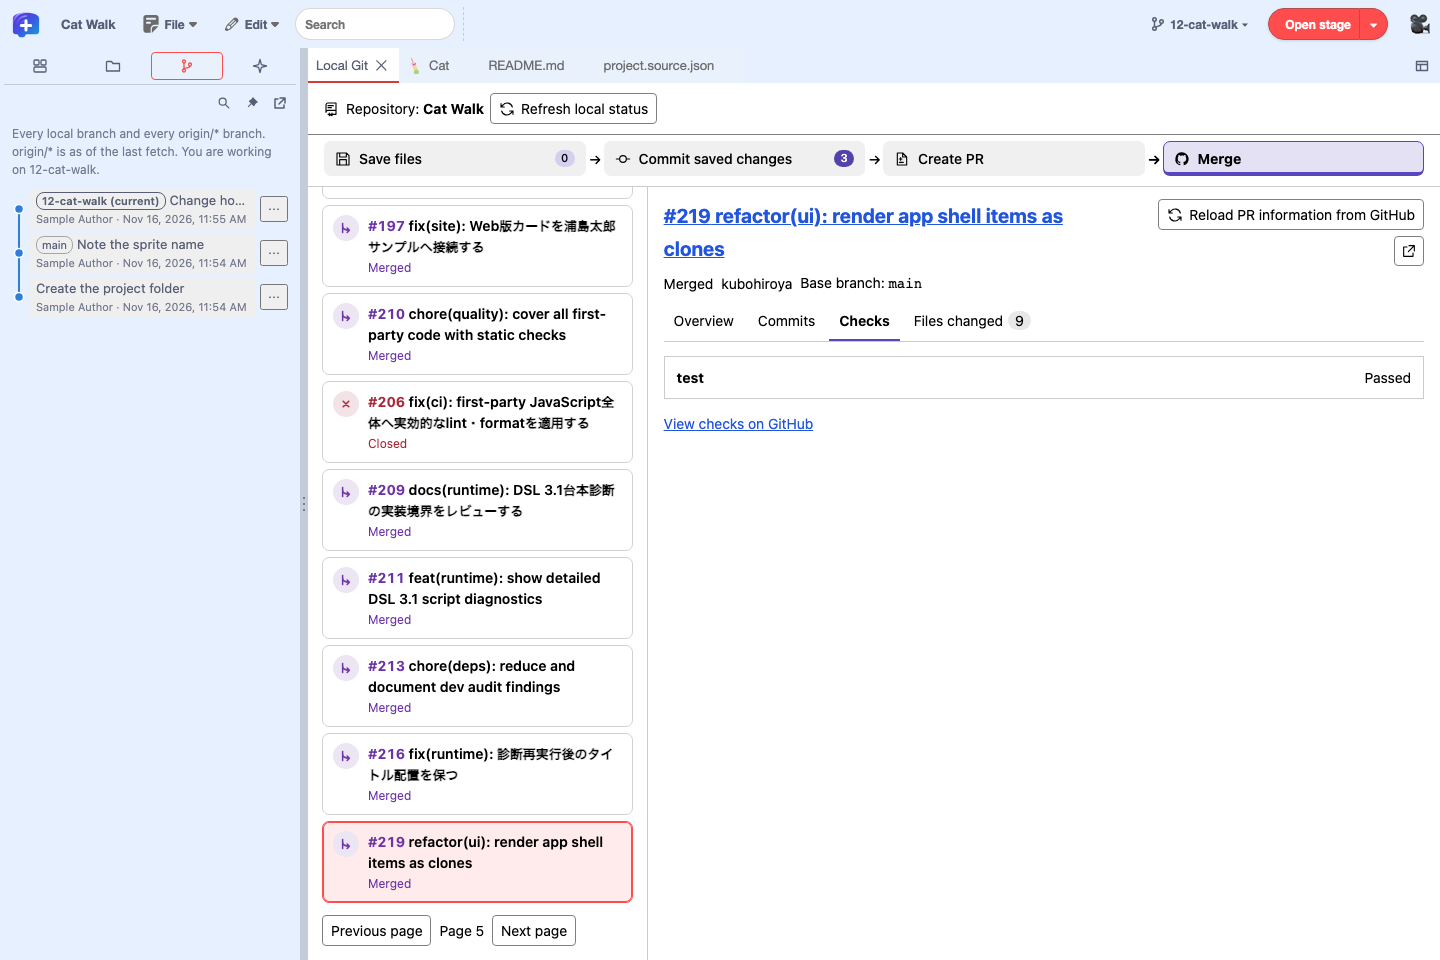 Cat Walk
File
Edit
Search
12-cat-walk
Open stage
Local Git
Cat
README.md
project.source.json
Every local branch and every origin/* branch.
origin/* is as of the last fetch. You are working
on 12-cat-walk.
12-cat-walk (current) Change ho...
Sample Author · Nov 16, 2026, 11:55 AM
main Note the sprite name
Sample Author · Nov 16, 2026, 11:54 AM
Create the project folder
Sample Author · Nov 16, 2026, 11:54 AM
Repository: Cat Walk
Refresh local status
Save files 0
Commit saved changes 3
Create PR
Merge
#197 fix(site): Web版カードを浦島太郎
サンプルへ接続する
Merged
#210 chore(quality): cover all first-
party code with static checks
Merged
#206 fix(ci): first-party JavaScript全
体へ実効的なlint・formatを適用する
Closed
#209 docs(runtime): DSL 3.1台本診断
の実装境界をレビューする
Merged
#211 feat(runtime): show detailed
DSL 3.1 script diagnostics
Merged
#213 chore(deps): reduce and
document dev audit findings
Merged
#216 fix(runtime): 診断再実行後のタイ
トル配置を保つ
Merged
#219 refactor(ui): render app shell
items as clones
Merged
Previous page
Page 5
Next page
#219 refactor(ui): render app shell items as
clones
Reload PR information from GitHub
Merged kubohiroya Base branch: main
Overview
Commits
Checks
Files changed 9
test
Passed
View checks on GitHub